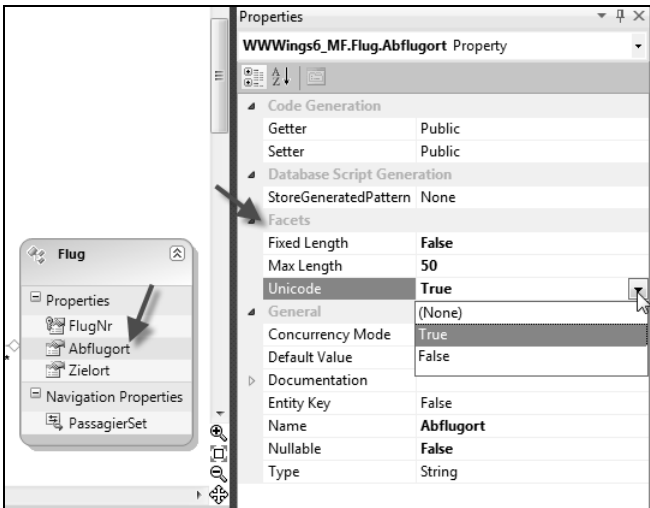 Properties
WWWings6_MF.Flug.Abflugort Property
Code Generation
Getter Public
Setter Public
Database Script Generation
StoreGeneratedPattern None
Facets
Fixed Length False
Max Length 50
Unicode True
(None)
True
False
General
Concurrency Mode
Default Value
Documentation
Entity Key False
Name Abflugort
Nullable False
Type String
Flug
Properties
FlugNr
Abflugort
Zielort
Navigation Properties
PassagierSet
*